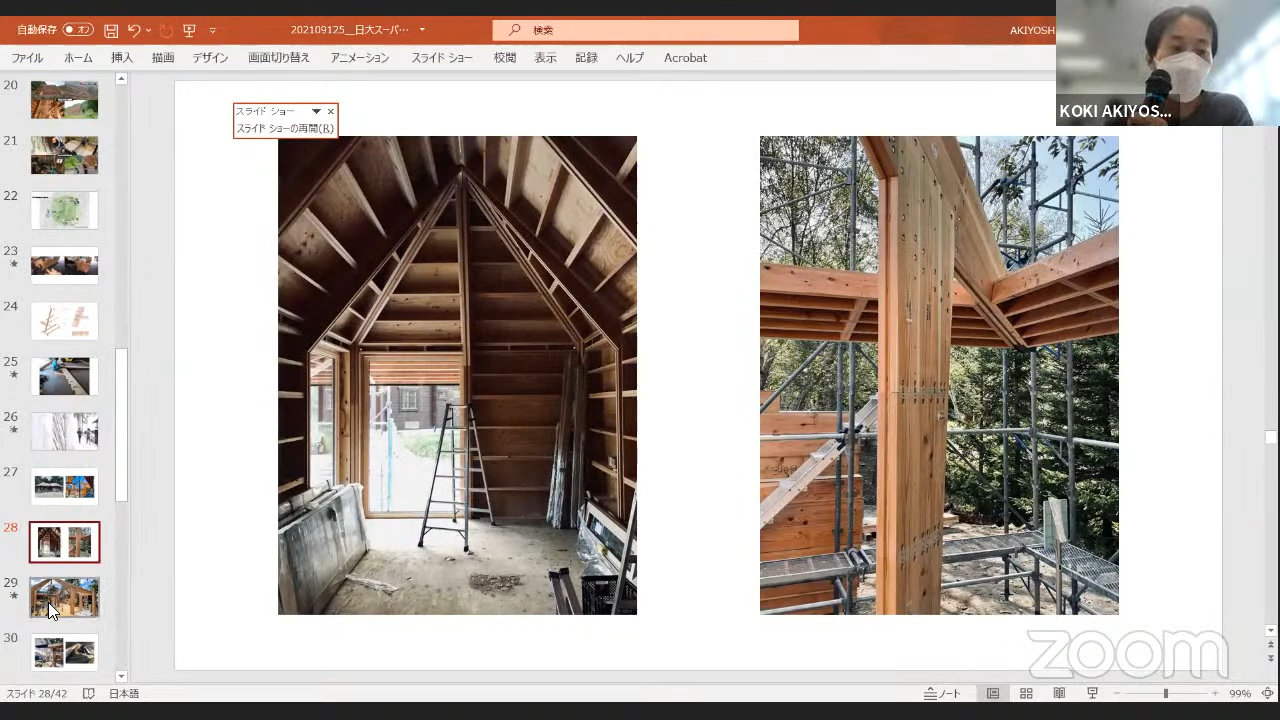 自動保存 オフ
202109125__日大スーパ…
検索
AKIYOSH
ファイル ホーム 挿入 描画 デザイン 画面切り替え アニメーション スライド ショー 校閲 表示 記録 ヘルプ Acrobat
KOKI AKIYOS...
スライド ショー
スライド ショーの再開(R)
20
21
22
23
24
25
26
27
28
29
30
zoom
スライド 28/42 日本語
ノート
99%